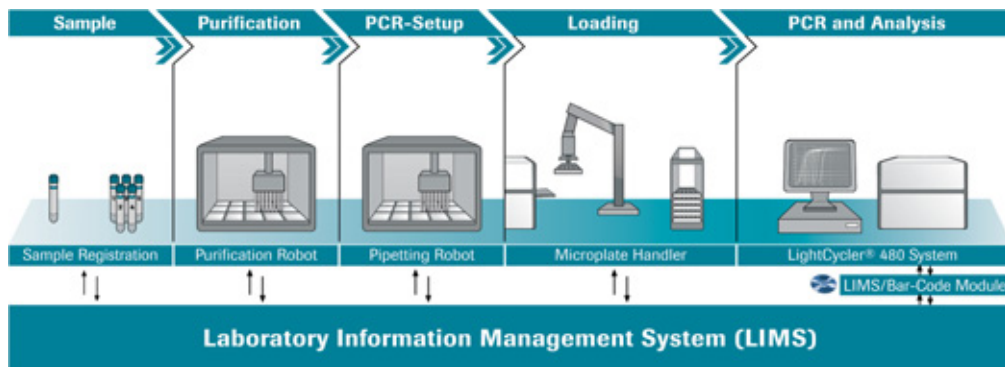 Sample
Purification
PCR-Setup
Loading
PCR and Analysis
Sample Registration
Purification Robot
Pipetting Robot
Microplate Handler
LightCycler® 480 System
LIMS/Bar-Code Module
Laboratory Information Management System (LIMS)